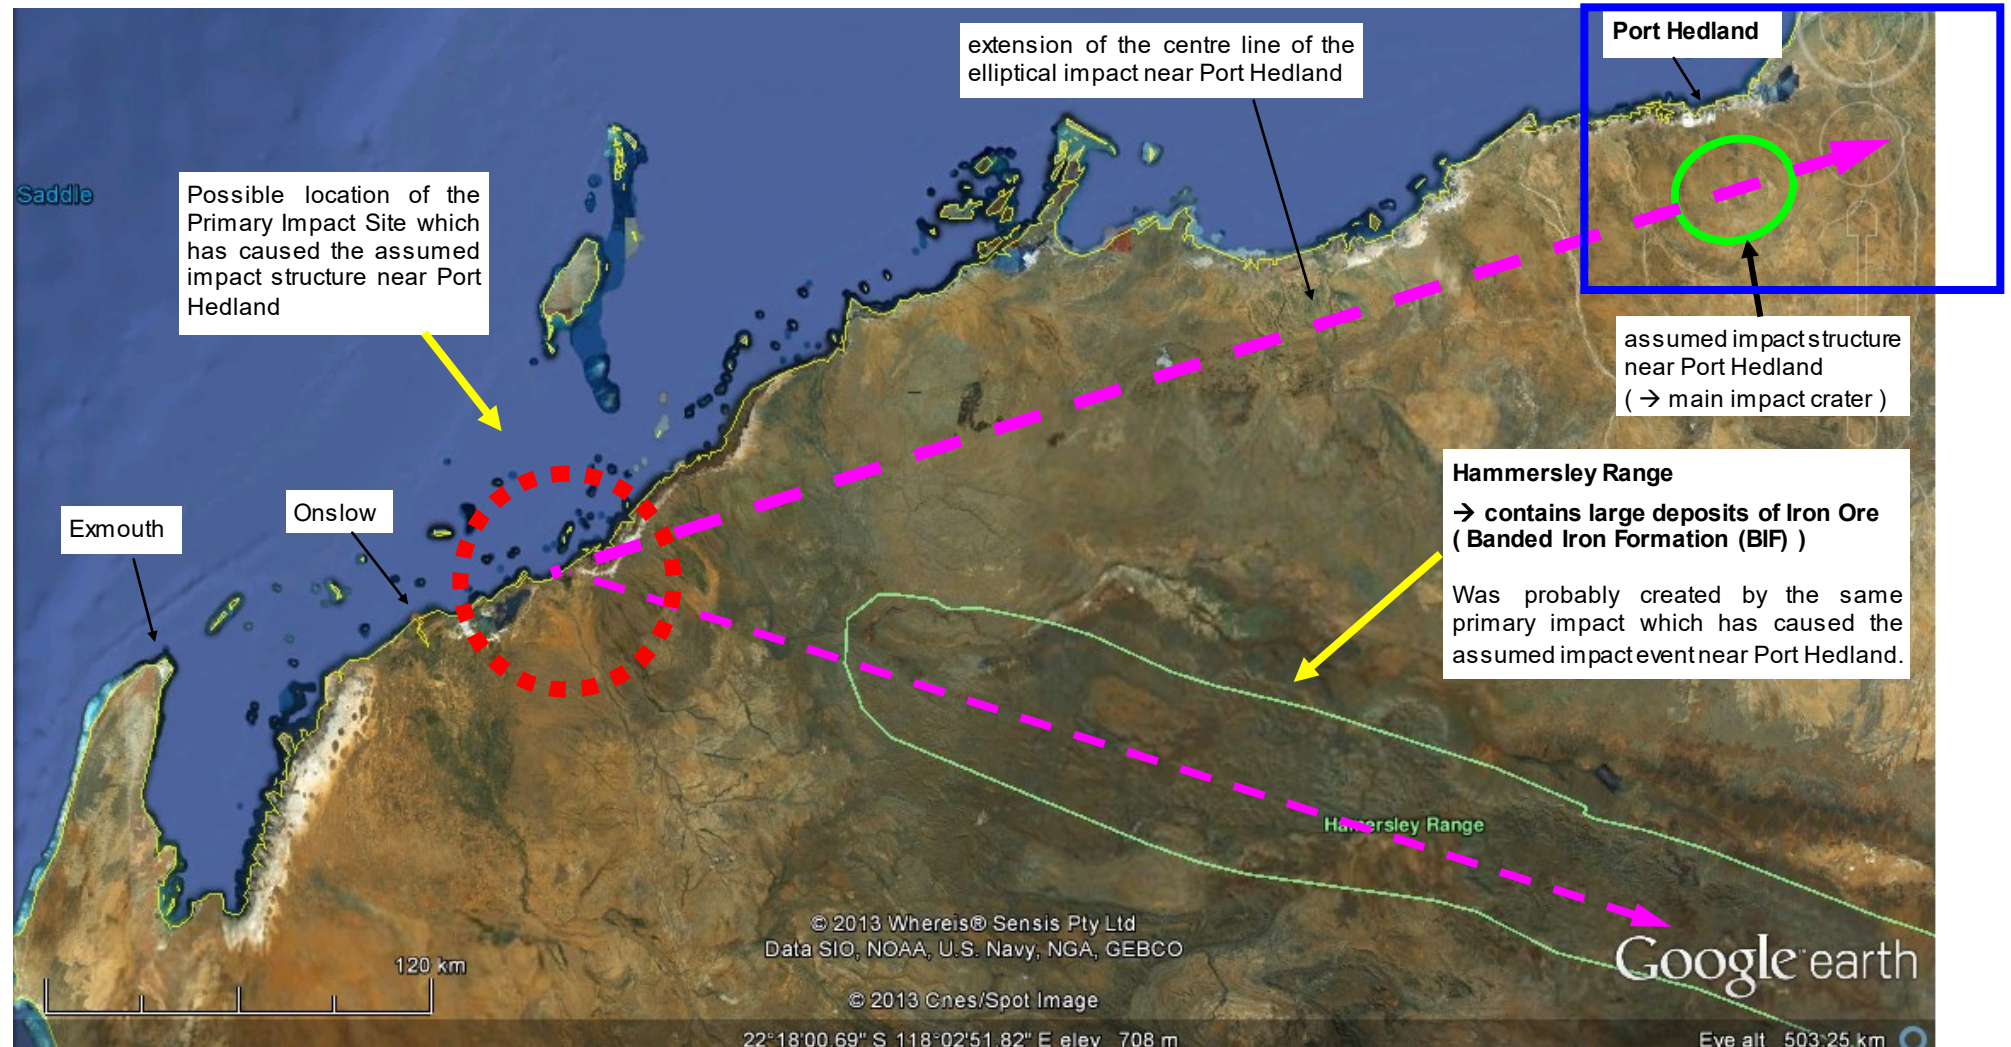 Port Hedland
extension of the centre line of the
elliptical impact near Port Hedland
Saddle
Possible location of the
Primary Impact Site which
has caused the assumed
impact structure near Port
Hedland
assumed impact structure
near Port Hedland
( → main impact crater )
Hammersley Range
→ contains large deposits of Iron Ore
( Banded Iron Formation (BIF) )
Was probably created by the same
primary impact which has caused the
assumed impact event near Port Hedland.
Onslow
Exmouth
Hamersley Range
© 2013 Whereis® Sensis Pty Ltd
Data SIO, NOAA, U.S. Navy, NGA, GEBCO
Google earth
120 km
© 2013 Cnes/Spot Image
22°18'00.69" S 118°02'51.82" E elev 708 m
Eye alt 503.25 km